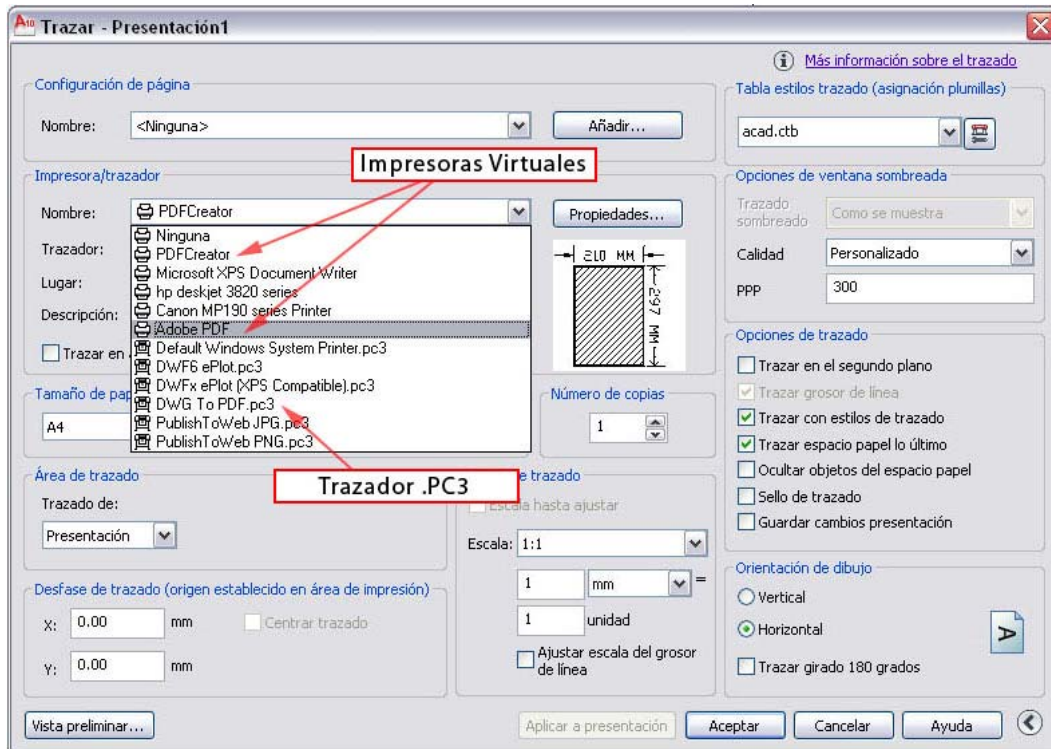 A10 Trazar - Presentación1
Más información sobre el trazado
Configuración de página
Nombre: <Ninguna> Añadir...
Impresoras Virtuales
Impresora/trazador
Nombre: PDFCreator Propiedades...
Ninguna
Trazador: PDFCreator
Microsoft XPS Document Writer
Lugar: hp deskjet 3820 series
Descripción: Canon MP190 series Printer
Adobe PDF
Trazar en Default Windows System Printer.pc3
DWF6 ePlot.pc3
DWFx ePlot (XPS Compatible).pc3
DWG To PDF.pc3
PublishToWeb JPG.pc3
PublishToWeb PNG.pc3
210 MM
297 MM
Tamaño de
A4
Número de copias
1
Trazador .PC3
Área de trazado
Trazado de:
Presentación
e trazado
Escala hasta ajustar
Escala: 1:1
1 mm =
1 unidad
Ajustar escala del grosor
de línea
Desfase de trazado (origen establecido en área de impresión)
X: 0.00 mm Centrar trazado
Y: 0.00 mm
Tabla estilos trazado (asignación plumillas)
acad.ctb
Opciones de ventana sombreada
Trazado
sombreado Como se muestra
Calidad Personalizado
PPP 300
Opciones de trazado
Trazar en el segundo plano
Trazar grosor de línea
Trazar con estilos de trazado
Trazar espacio papel lo último
Ocultar objetos del espacio papel
Sello de trazado
Guardar cambios presentación
Orientación de dibujo
Vertical
Horizontal
A
Trazar girado 180 grados
Vista preliminar... Aplicar a presentación Aceptar Cancelar Ayuda